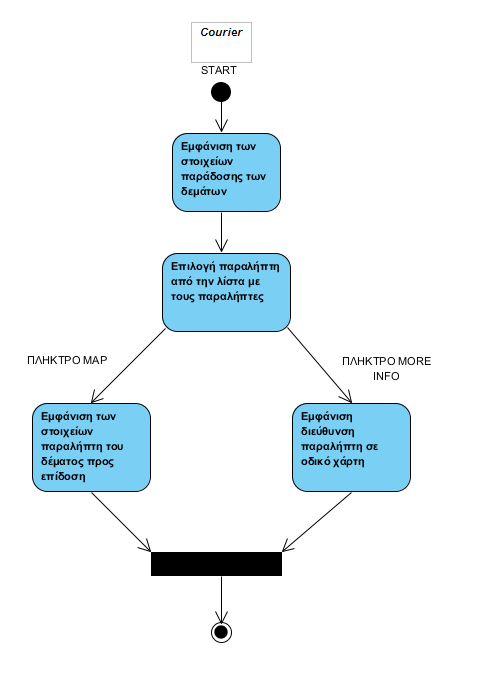 Courier
START
Εμφάνιση των
στοιχείων
παράδοσης των
δεμάτων
Επιλογή παραλήπτη
από την λίστα με
τους παραλήπτες
ΠΛΗΚΤΡΟ MAP
ΠΛΗΚΤΡΟ MORE
INFO
Εμφάνιση των
στοιχείων
παραλήπτη του
δέματος προς
επίδοση
Εμφάνιση
διεύθυνση
παραλήπτη σε
οδικό χάρτη